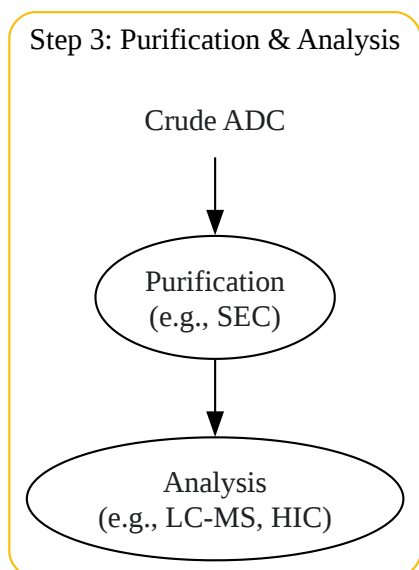 Step 3: Purification & Analysis
Crude ADC
Purification
(e.g., SEC)
Analysis
(e.g., LC-MS, HIC)